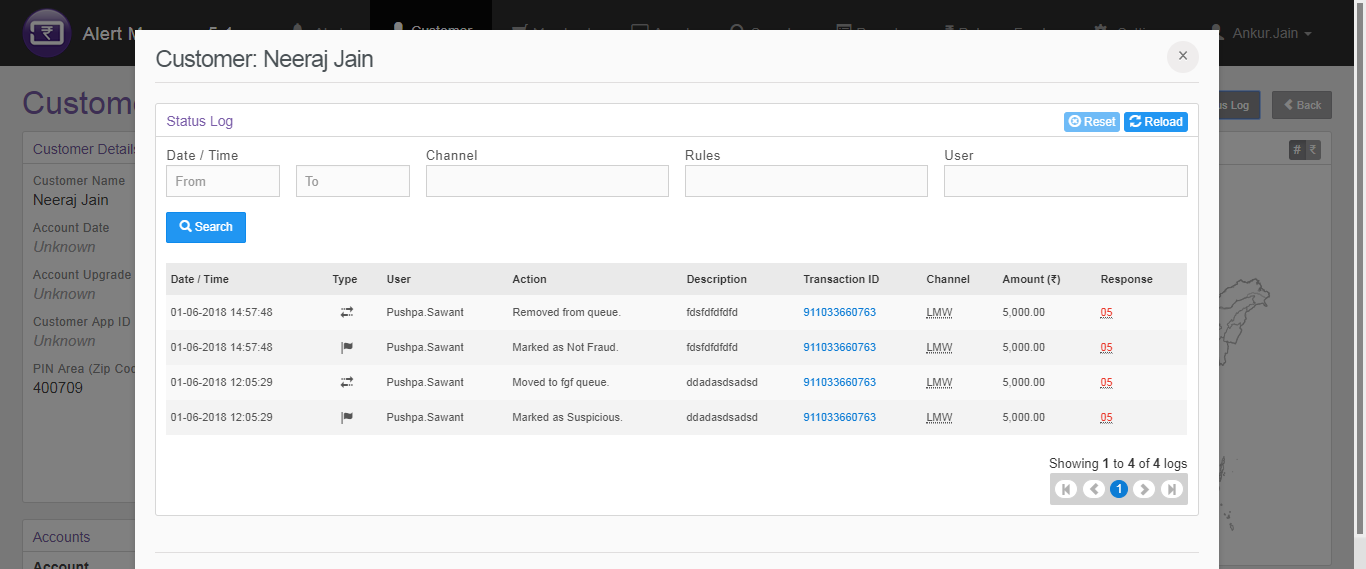 Alert M
Customer
Ankur.Jain
Customer: Neeraj Jain
×
Custom
us Log
Back
Status Log
Reset
Reload
Customer Details
# ₹
Date / Time
Channel
Rules
User
From
To
Customer Name
Neeraj Jain
Search
Account Date
Unknown
Account Upgrade
Unknown
Customer App ID
Unknown
PIN Area (Zip Cod
400709
Date / Time Type User Action Description Transaction ID Channel Amount (₹) Response
01-06-2018 14:57:48 Pushpa.Sawant Removed from queue. fdsfdfdfdfd 911033660763 LMW 5,000.00 05
01-06-2018 14:57:48 Pushpa.Sawant Marked as Not Fraud. fdsfdfdfdfd 911033660763 LMW 5,000.00 05
01-06-2018 12:05:29 Pushpa.Sawant Moved to fgf queue. ddadasdsadsd 911033660763 LMW 5,000.00 05
01-06-2018 12:05:29 Pushpa.Sawant Marked as Suspicious. ddadasdsadsd 911033660763 LMW 5,000.00 05
Showing 1 to 4 of 4 logs
1
Accounts
Account